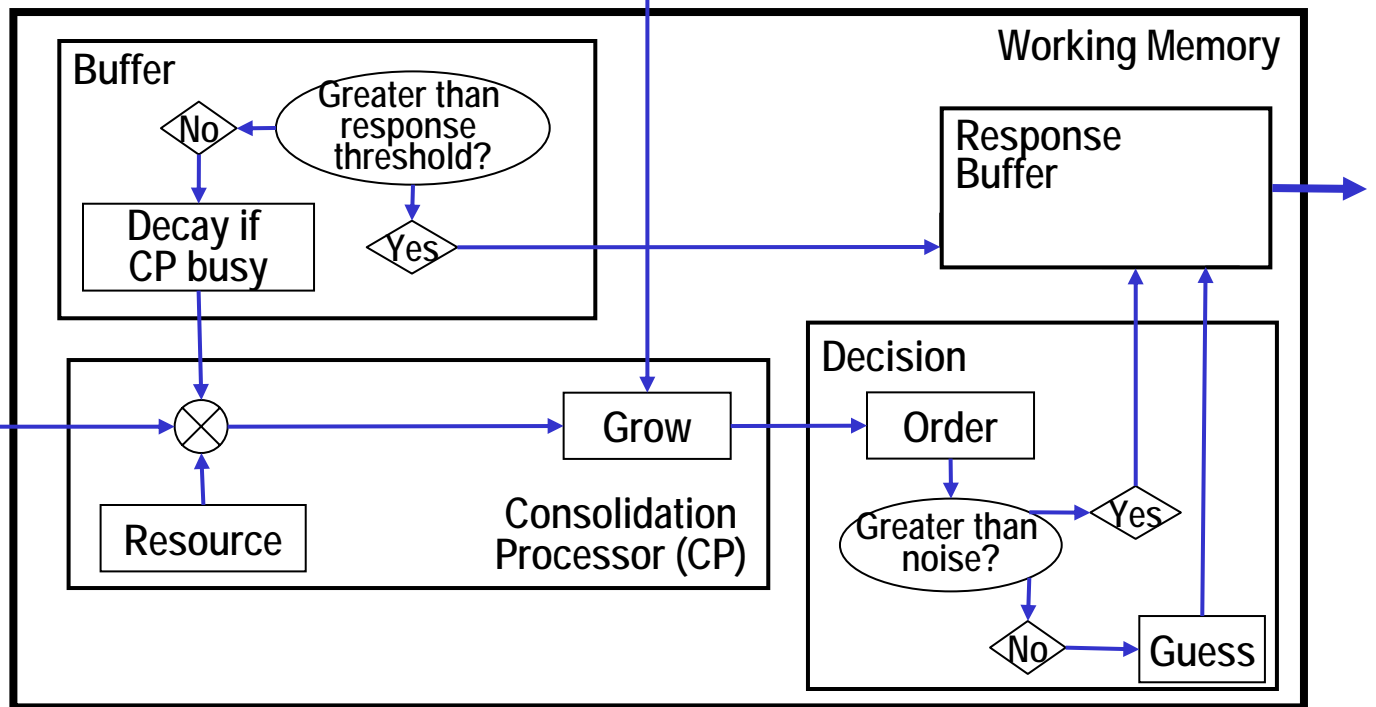 Working Memory
Buffer
Greater than
response
threshold?
No
Decay if
CP busy
Yes
Response
Buffer
Decision
Order
Greater than
noise?
Yes
No
Guess
Grow
Resource
Consolidation
Processor (CP)